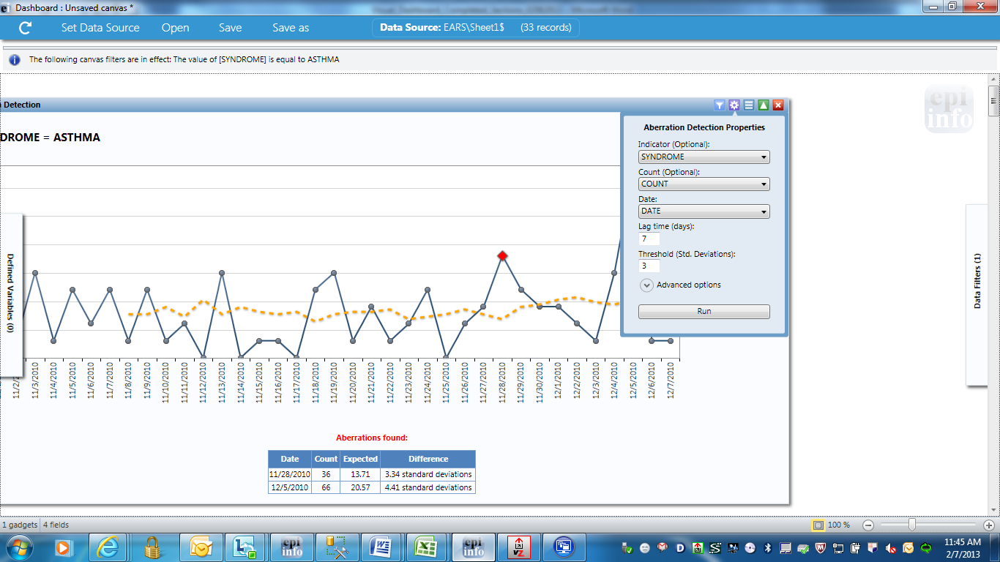 Dashboard : Unsaved canvas *
Set Data Source Open Save Save as Data Source: EARS\Sheet1$ (33 records)
The following canvas filters are in effect: The value of [SYNDROME] is equal to ASTHMA
epi
info
Detection
DROME = ASTHMA
Aberration Detection Properties
Indicator (Optional):
SYNDROME
Count (Optional):
COUNT
Date:
DATE
Lag time (days):
7
Threshold (Std. Deviations):
3
Advanced options
Run
Defined Variables (0)
Data Filters (1)
11/2/
11/3/2010
11/4/2010
11/5/2010
11/6/2010
11/7/2010
11/8/2010
11/9/2010
11/10/2010
11/11/2010
11/12/2010
11/13/2010
11/14/2010
11/15/2010
11/16/2010
11/17/2010
11/18/2010
11/19/2010
11/20/2010
11/21/2010
11/22/2010
11/23/2010
11/24/2010
11/25/2010
11/26/2010
11/27/2010
11/28/2010
11/29/2010
11/30/2010
12/1/2010
12/2/2010
12/3/2010
12/4/2010
12/5/2010
12/6/2010
12/7/2010
Aberrations found:
Date Count Expected Difference
11/28/2010 36 13.71 3.34 standard deviations
12/5/2010 66 20.57 4.41 standard deviations
1 gadgets 4 fields
100 %
epi
info
epi
info
11:45 AM
2/7/2013